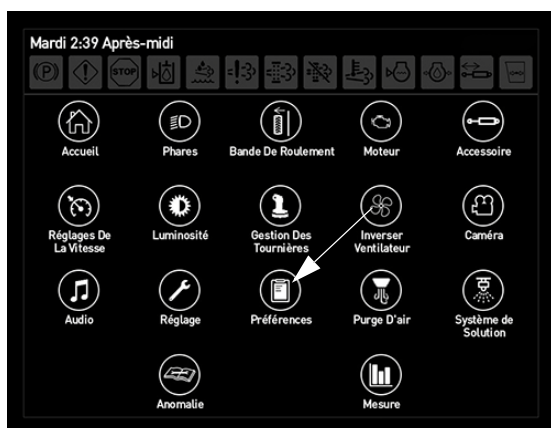 Mardi 2:39 Après-midi
(P) STOP
Accueil Phares Bande De Roulement Moteur Accessoire
Réglages De La Vitesse Luminosité Gestion Des Tournières Inverser Ventilateur Caméra
Audio Réglage Préférences Purge D'air Système de Solution
Anomalie Mesure